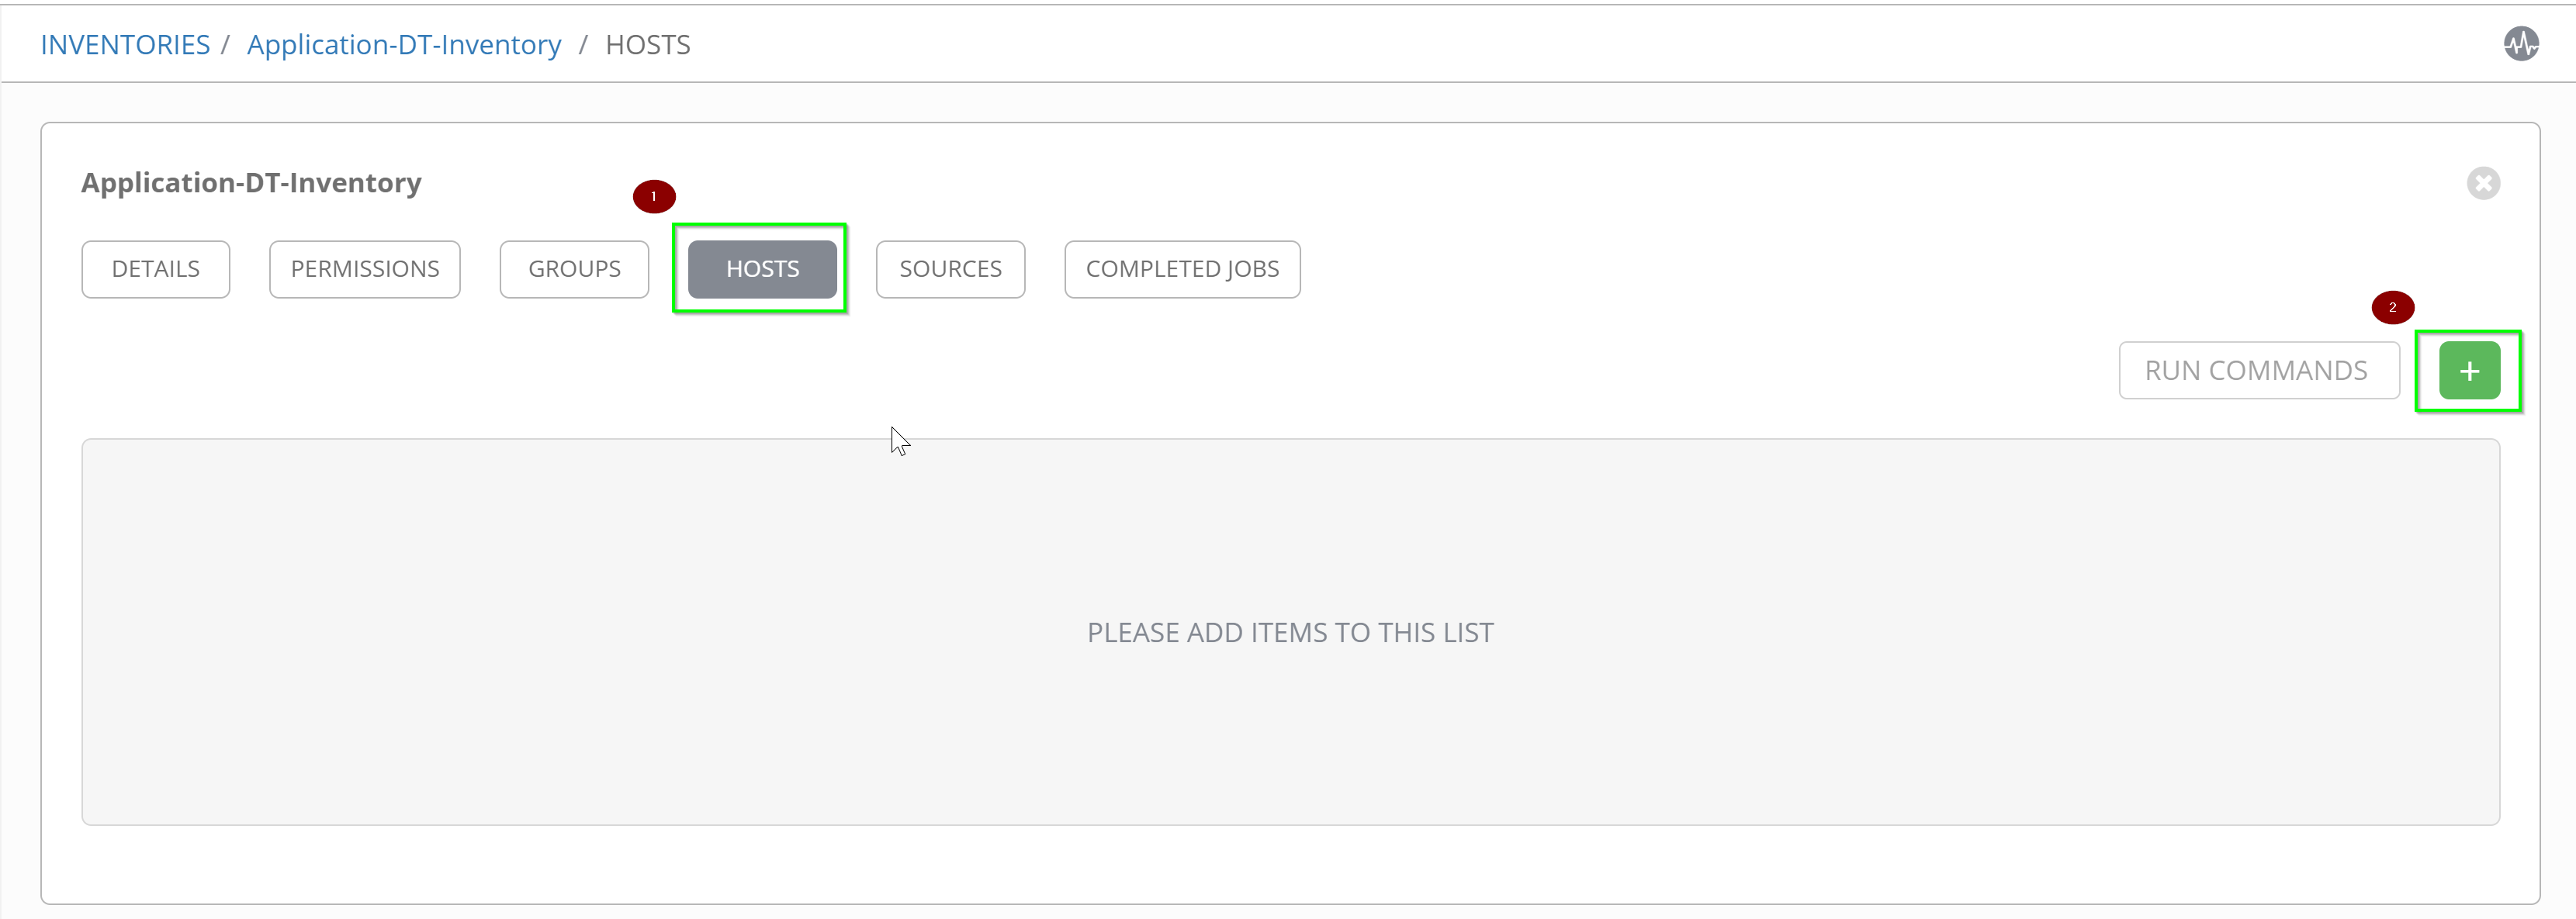 INVENTORIES / Application-DT-Inventory / HOSTS
Application-DT-Inventory
1
DETAILS PERMISSIONS GROUPS HOSTS SOURCES COMPLETED JOBS
2
RUN COMMANDS +
PLEASE ADD ITEMS TO THIS LIST